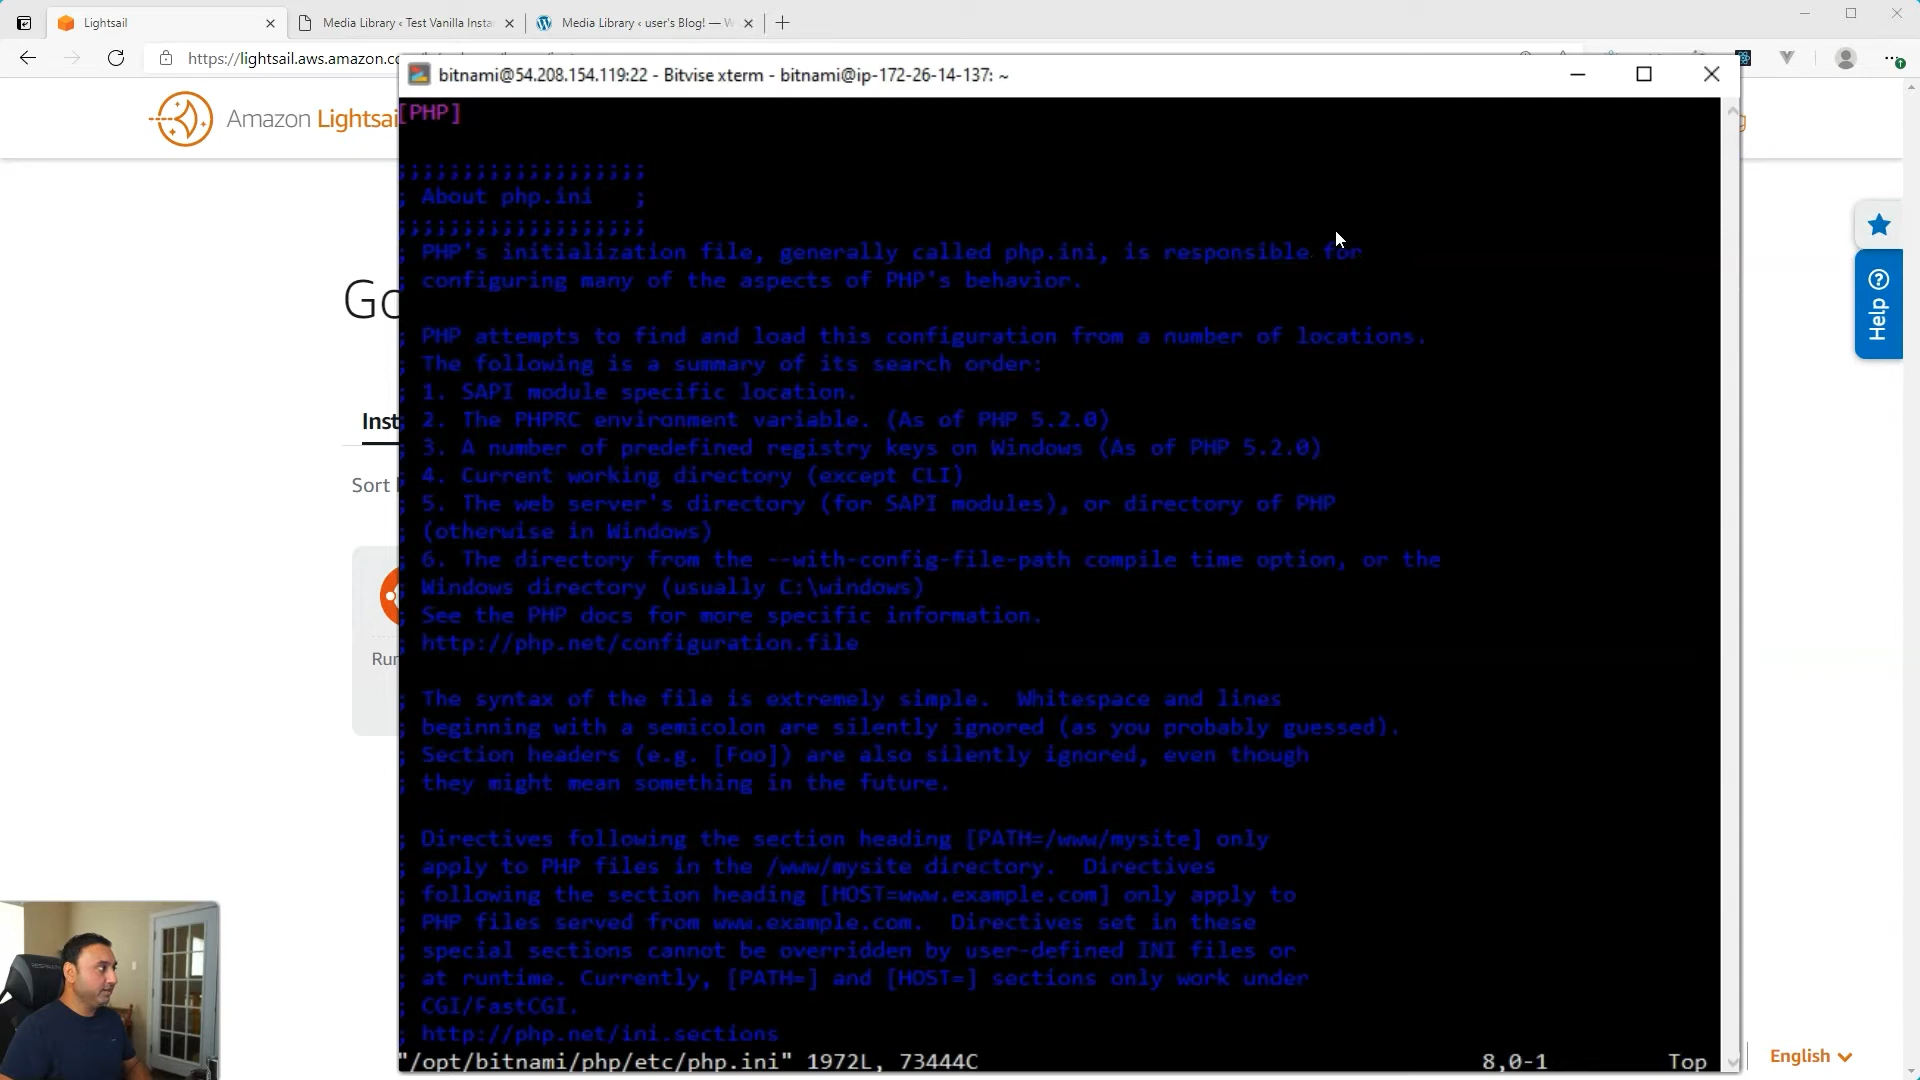 Lightsail
Media Library ‹ Test Vanilla Insta
Media Library ‹ user's Blog! — W
https://lightsail.aws.amazon.co
bitnami@54.208.154.119:22 - Bitvise xterm - bitnami@ip-172-26-14-137: ~
Amazon Lightsai
[PHP]
;;;;;;;;;;;;;;;;;;;
; About php.ini   ;
;;;;;;;;;;;;;;;;;;;
; PHP's initialization file, generally called php.ini, is responsible for
; configuring many of the aspects of PHP's behavior.
; PHP attempts to find and load this configuration from a number of locations.
; The following is a summary of its search order:
; 1. SAPI module specific location.
; 2. The PHPRC environment variable. (As of PHP 5.2.0)
; 3. A number of predefined registry keys on Windows (As of PHP 5.2.0)
; 4. Current working directory (except CLI)
; 5. The web server's directory (for SAPI modules), or directory of PHP
; (otherwise in Windows)
; 6. The directory from the --with-config-file-path compile time option, or the
; Windows directory (usually C:\windows)
; See the PHP docs for more specific information.
; http://php.net/configuration.file
; The syntax of the file is extremely simple.  Whitespace and lines
; beginning with a semicolon are silently ignored (as you probably guessed).
; Section headers (e.g. [Foo]) are also silently ignored, even though
; they might mean something in the future.
; Directives following the section heading [PATH=/www/mysite] only
; apply to PHP files in the /www/mysite directory.  Directives
; following the section heading [HOST=www.example.com] only apply to
; PHP files served from www.example.com.  Directives set in these
; special sections cannot be overridden by user-defined INI files or
; at runtime. Currently, [PATH=] and [HOST=] sections only work under
; CGI/FastCGI.
; http://php.net/ini.sections
"/opt/bitnami/php/etc/php.ini" 1972L, 73444C 8,0-1 Top
Go
Inst
Sort
Run
Help
English